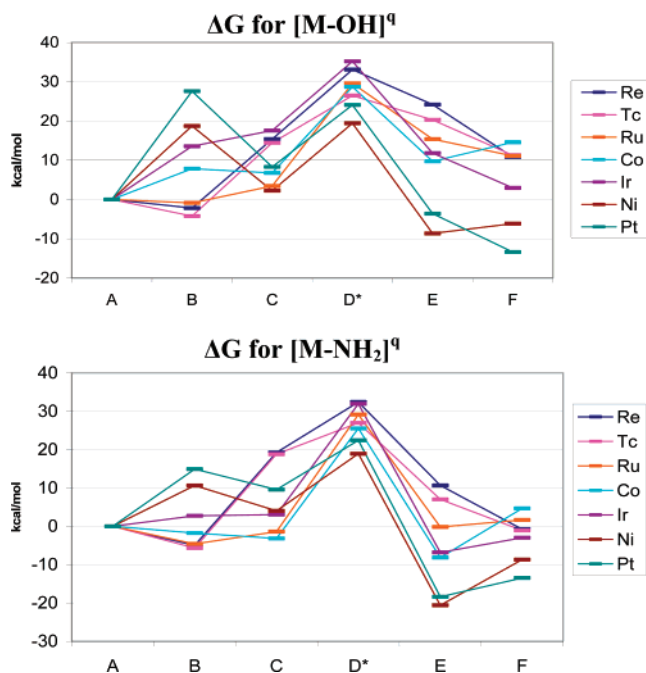 ΔG for [M-OH]q
40
30
20
10
0
-10
-20
kcal/mol
A B C D* E F
Re
Tc
Ru
Co
Ir
Ni
Pt
ΔG for [M-NH₂]q
40
30
20
10
0
-10
-20
-30
kcal/mol
A B C D* E F
Re
Tc
Ru
Co
Ir
Ni
Pt